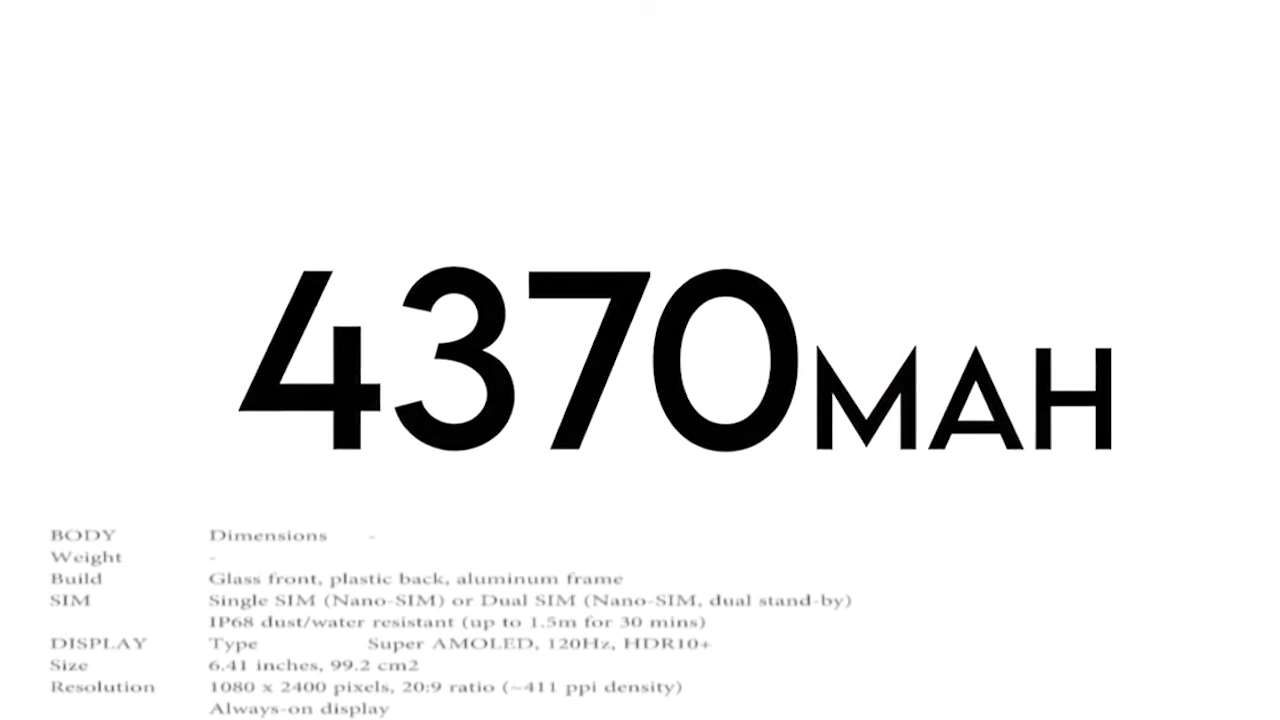 4370MAH
BODY Dimensions -
Weight -
Build Glass front, plastic back, aluminum frame
SIM Single SIM (Nano-SIM) or Dual SIM (Nano-SIM, dual stand-by)
IP68 dust/water resistant (up to 1.5m for 30 mins)
DISPLAY Type Super AMOLED, 120Hz, HDR10+
Size 6.41 inches, 99.2 cm2
Resolution 1080 x 2400 pixels, 20:9 ratio (~411 ppi density)
Always-on display